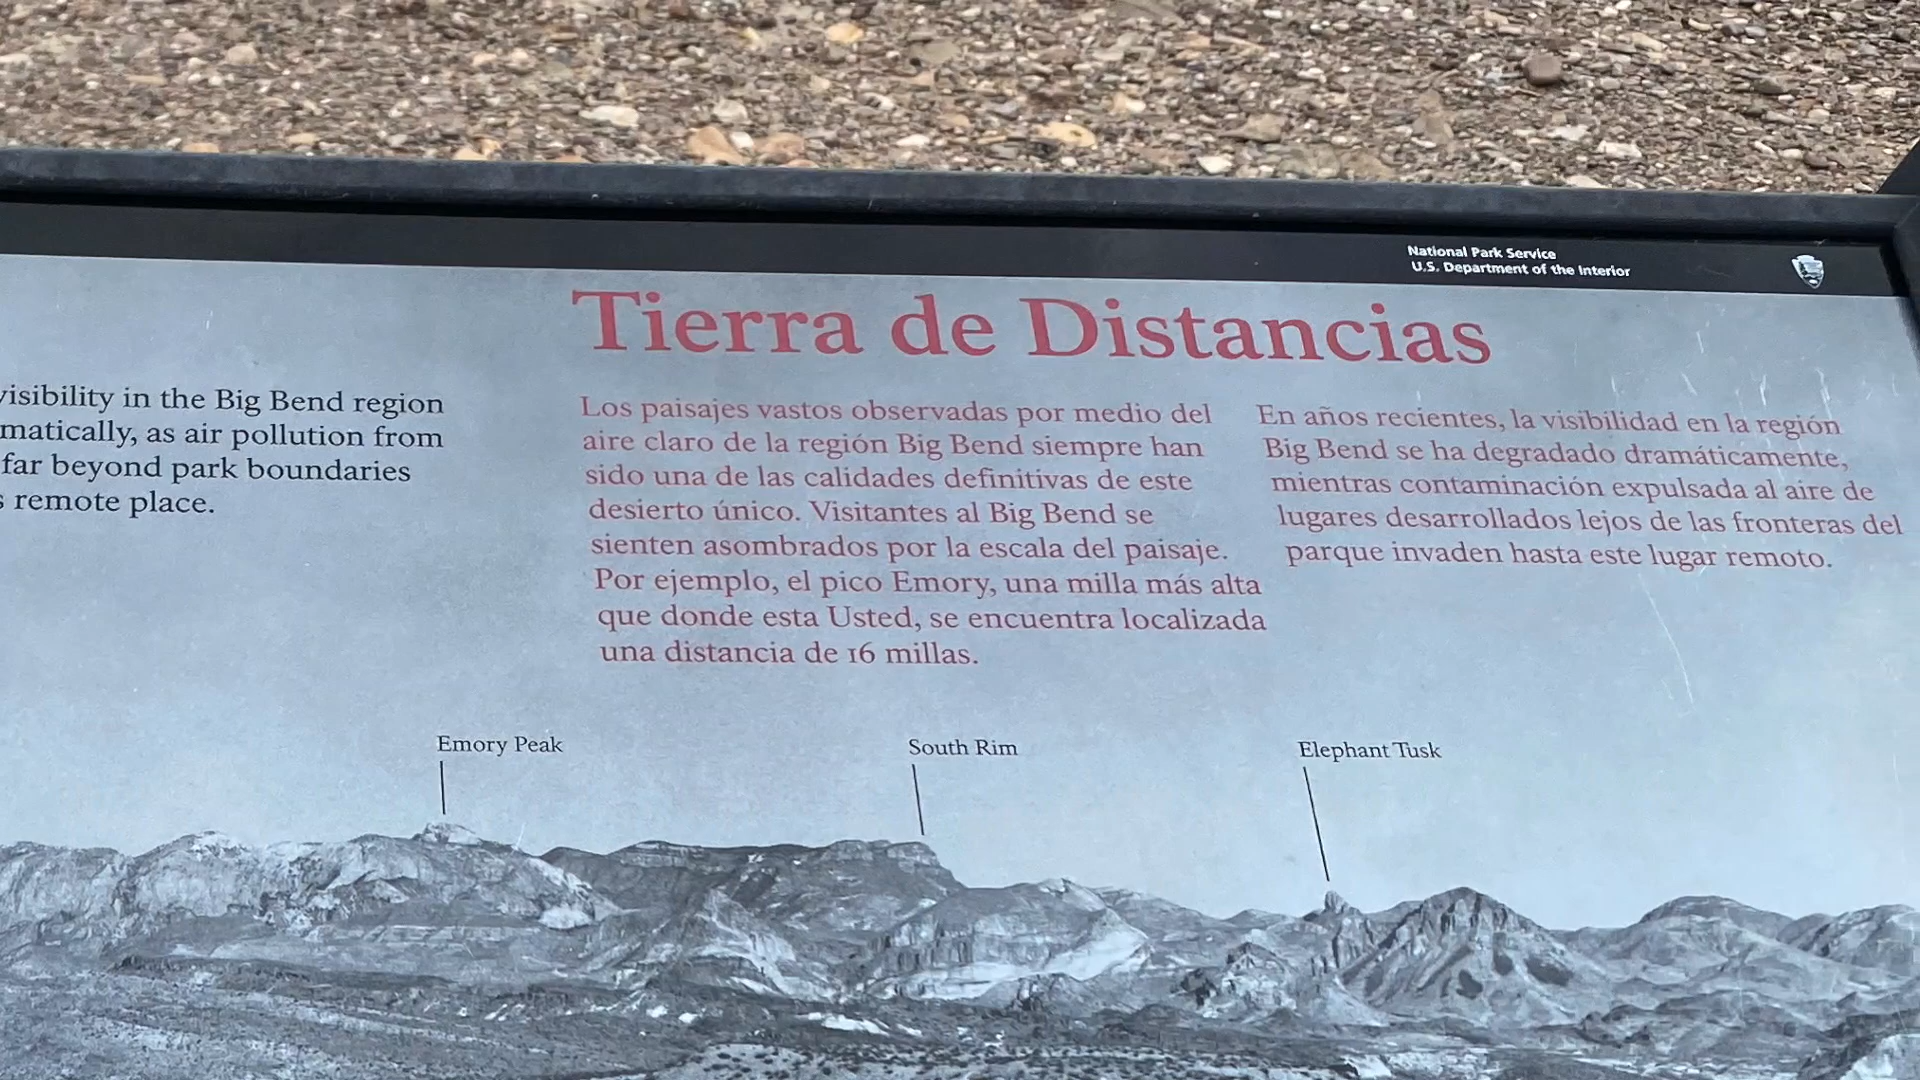 National Park Service
U.S. Department of the Interior
Tierra de Distancias
visibility in the Big Bend region
matically, as air pollution from
far beyond park boundaries
remote place.
Los paisajes vastos observadas por medio del
aire claro de la región Big Bend siempre han
sido una de las calidades definitivas de este
desierto único. Visitantes al Big Bend se
sienten asombrados por la escala del paisaje.
Por ejemplo, el pico Emory, una milla más alta
que donde esta Usted, se encuentra localizada
una distancia de 16 millas.
En años recientes, la visibilidad en la región
Big Bend se ha degradado dramáticamente,
mientras contaminación expulsada al aire de
lugares desarrollados lejos de las fronteras del
parque invaden hasta este lugar remoto.
Emory Peak
South Rim
Elephant Tusk